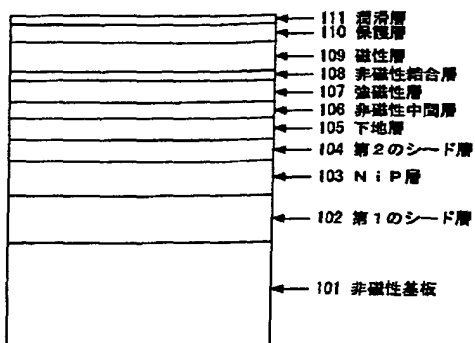 111 潤滑層
110 保護層
109 磁性層
108 非磁性結合層
107 強磁性層
106 非磁性中間層
105 下地層
104 第2のシード層
103 NiP層
102 第1のシード層
101 非磁性基板